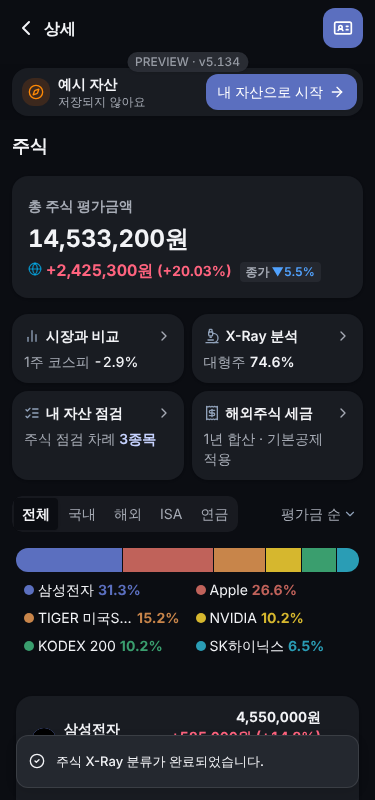 상세
PREVIEW · v5.134
예시 자산
저장되지 않아요
내 자산으로 시작
주식
총 주식 평가금액
14,533,200원
+2,425,300원 (+20.03%) 종가 ▼5.5%
시장과 비교
1주 코스피 -2.9%
X-Ray 분석
대형주 74.6%
내 자산 점검
주식 점검 차례 3종목
해외주식 세금
1년 합산 · 기본공제
적용
전체 국내 해외 ISA 연금 평가금 순
삼성전자 31.3% Apple 26.6%
TIGER 미국S... 15.2% NVIDIA 10.2%
KODEX 200 10.2% SK하이닉스 6.5%
4,550,000원
삼성전자
주식 X-Ray 분류가 완료되었습니다.